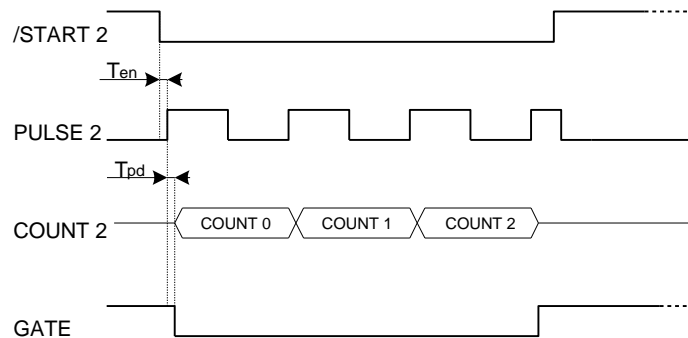 /START 2
Ten
PULSE 2
Tpd
COUNT 2
COUNT 0 COUNT 1 COUNT 2
GATE